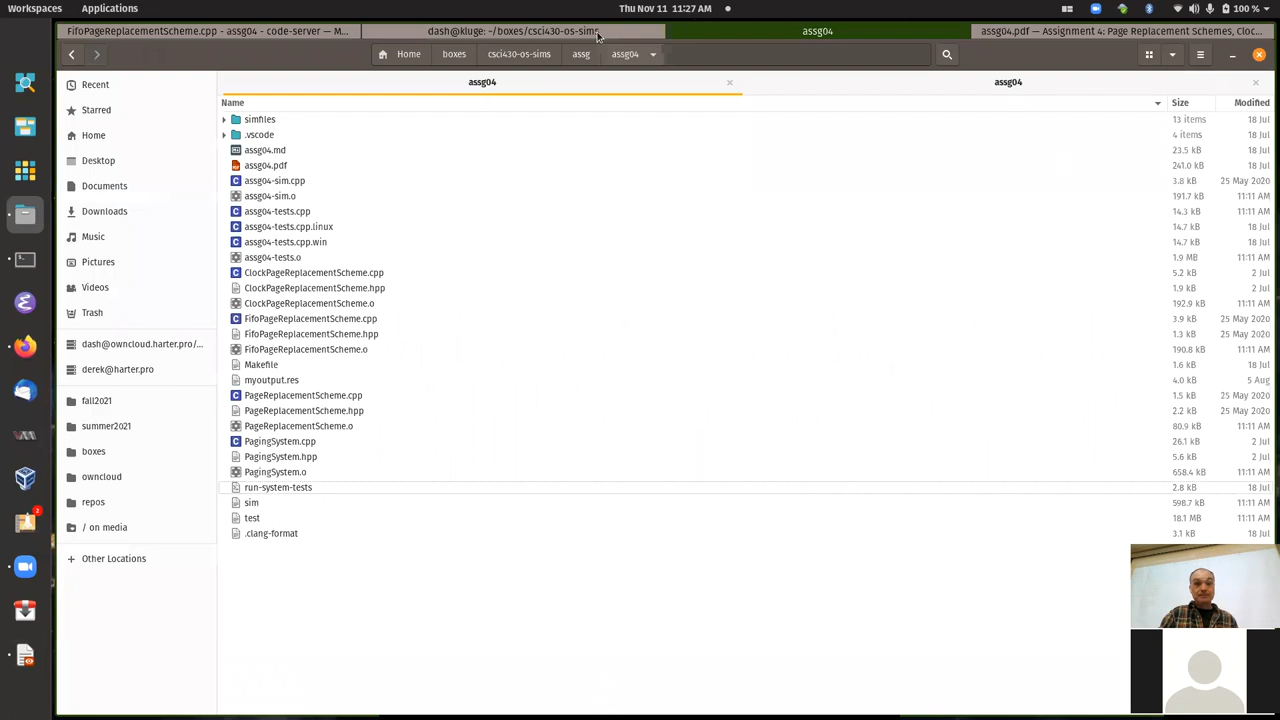 Workspaces Applications Thu Nov 11 11:27 AM 100 %
FifoPageReplacementScheme.cpp - assg04 - code-server — M... dash@kluge: ~/boxes/csci430-os-sims assg04 assg04.pdf — Assignment 4: Page Replacement Schemes, Cloc...
Home boxes csci430-os-sims assg assg04
assg04 assg04
Name Size Modified
Recent
Starred
Home
Desktop
Documents
Downloads
Music
Pictures
Videos
Trash
dash@owncloud.harter.pro/...
derek@harter.pro
fall2021
summer2021
boxes
owncloud
repos
/ on media
Other Locations
2
simfiles 13 items 18 Jul
.vscode 4 items 18 Jul
assg04.md 23.5 kB 18 Jul
assg04.pdf 241.0 kB 18 Jul
assg04-sim.cpp 3.8 kB 25 May 2020
assg04-sim.o 191.7 kB 11:11 AM
assg04-tests.cpp 14.3 kB 11:11 AM
assg04-tests.cpp.linux 14.7 kB 18 Jul
assg04-tests.cpp.win 14.7 kB 18 Jul
assg04-tests.o 1.9 MB 11:11 AM
ClockPageReplacementScheme.cpp 5.2 kB 2 Jul
ClockPageReplacementScheme.hpp 1.9 kB 2 Jul
ClockPageReplacementScheme.o 192.9 kB 11:11 AM
FifoPageReplacementScheme.cpp 3.9 kB 25 May 2020
FifoPageReplacementScheme.hpp 1.3 kB 25 May 2020
FifoPageReplacementScheme.o 190.8 kB 11:11 AM
Makefile 1.6 kB 18 Jul
myoutput.res 4.0 kB 5 Aug
PageReplacementScheme.cpp 1.5 kB 25 May 2020
PageReplacementScheme.hpp 2.2 kB 25 May 2020
PageReplacementScheme.o 80.9 kB 11:11 AM
PagingSystem.cpp 26.1 kB 2 Jul
PagingSystem.hpp 5.6 kB 2 Jul
PagingSystem.o 658.4 kB 11:11 AM
run-system-tests 2.8 kB 18 Jul
sim 598.7 kB 11:11 AM
test 18.1 MB 11:11 AM
.clang-format 3.1 kB 18 Jul